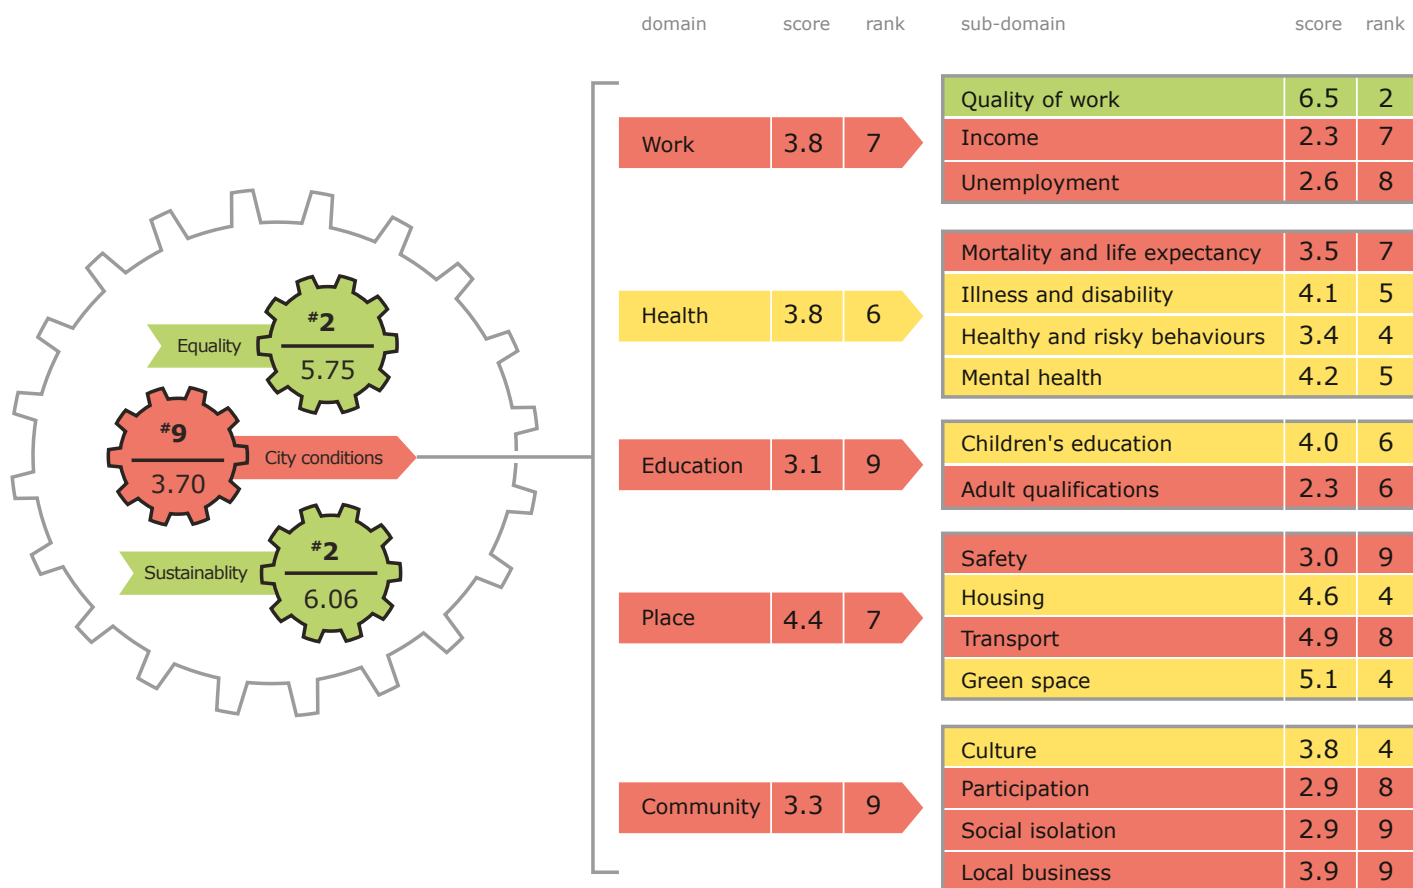 domain score rank sub-domain score rank
Quality of work 6.5 2
Work 3.8 7
Income 2.3 7
Unemployment 2.6 8
Mortality and life expectancy 3.5 7
Illness and disability 4.1 5
Health 3.8 6
Healthy and risky behaviours 3.4 4
Mental health 4.2 5
#2
Equality
5.75
#9
City conditions
3.70
#2
Sustainablity
6.06
Children's education 4.0 6
Education 3.1 9
Adult qualifications 2.3 6
Safety 3.0 9
Housing 4.6 4
Place 4.4 7
Transport 4.9 8
Green space 5.1 4
Culture 3.8 4
Participation 2.9 8
Community 3.3 9
Social isolation 2.9 9
Local business 3.9 9